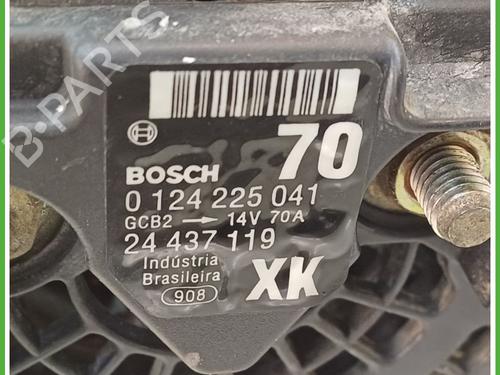 B-PARTS
70
BOSCH
0 124 225 041
GCB2 → 14V 70A
24 437 119
Indústria
Brasileira
XK
908